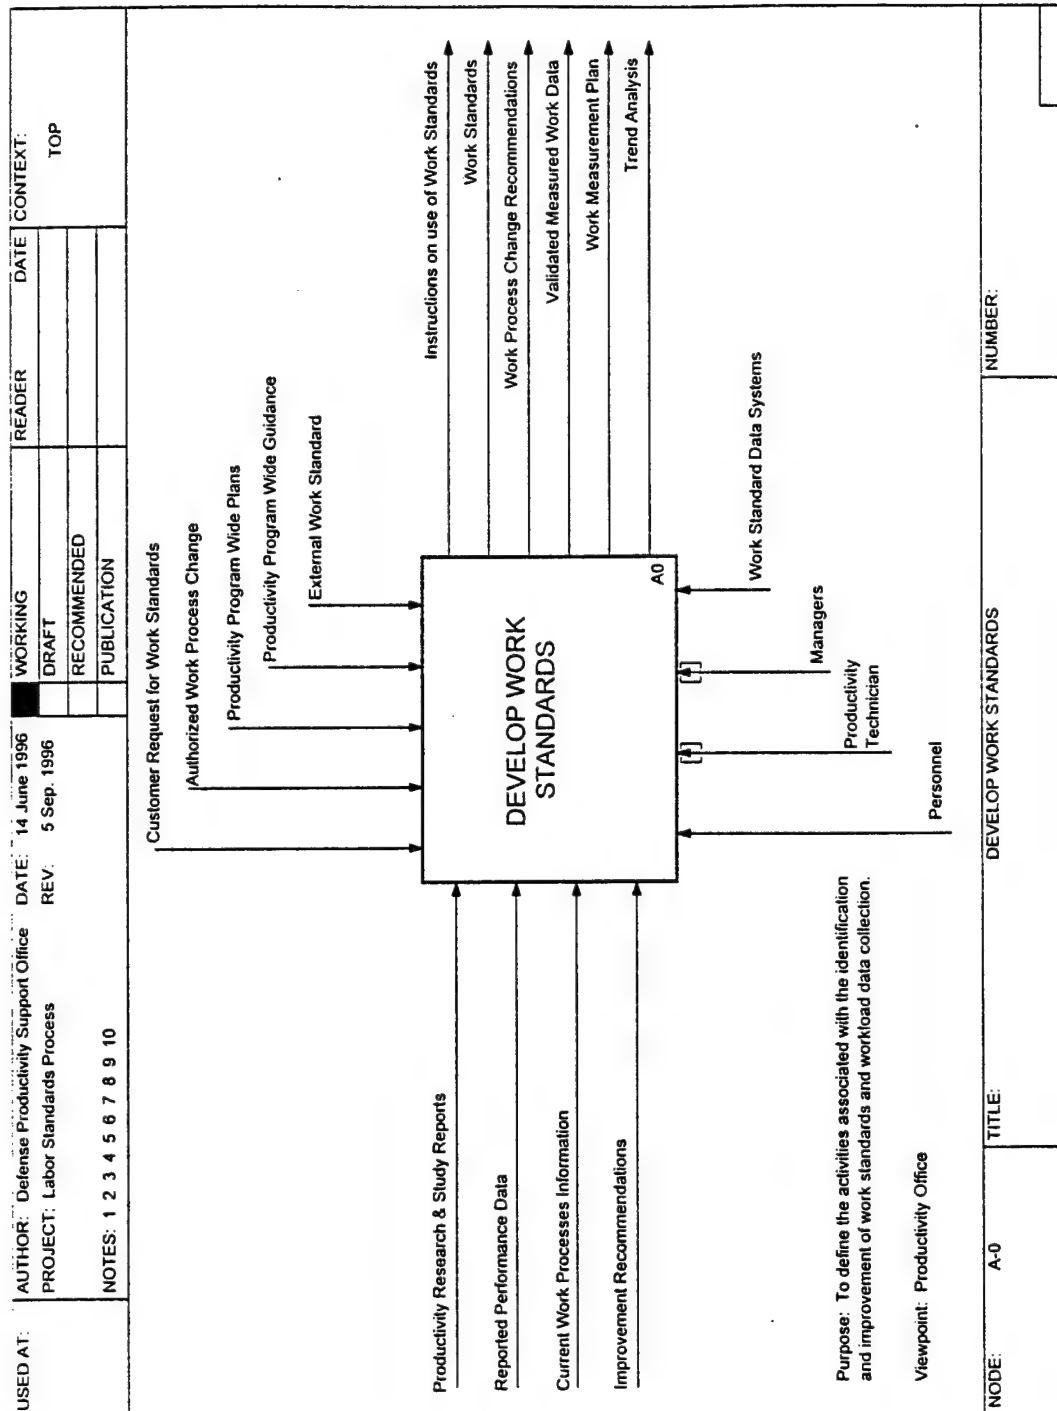 USED AT:
AUTHOR: Defense Productivity Support Office
PROJECT: Labor Standards Process
NOTES: 1 2 3 4 5 6 7 8 9 10
DATE: 14 June 1996
REV: 5 Sep. 1996
WORKING
DRAFT
RECOMMENDED
PUBLICATION
READER
DATE
CONTEXT:
TOP
Customer Request for Work Standards
Authorized Work Process Change
Productivity Program Wide Plans
Productivity Program Wide Guidance
External Work Standard
Productivity Research & Study Reports
Reported Performance Data
Current Work Processes Information
Improvement Recommendations
DEVELOP WORK
STANDARDS
A0
Instructions on use of Work Standards
Work Standards
Work Process Change Recommendations
Validated Measured Work Data
Work Measurement Plan
Trend Analysis
Work Standard Data Systems
Managers
Productivity
Technician
Personnel
Purpose: To define the activities associated with the identification
and improvement of work standards and workload data collection.
Viewpoint: Productivity Office
NODE:
A-0
TITLE:
DEVELOP WORK STANDARDS
NUMBER: